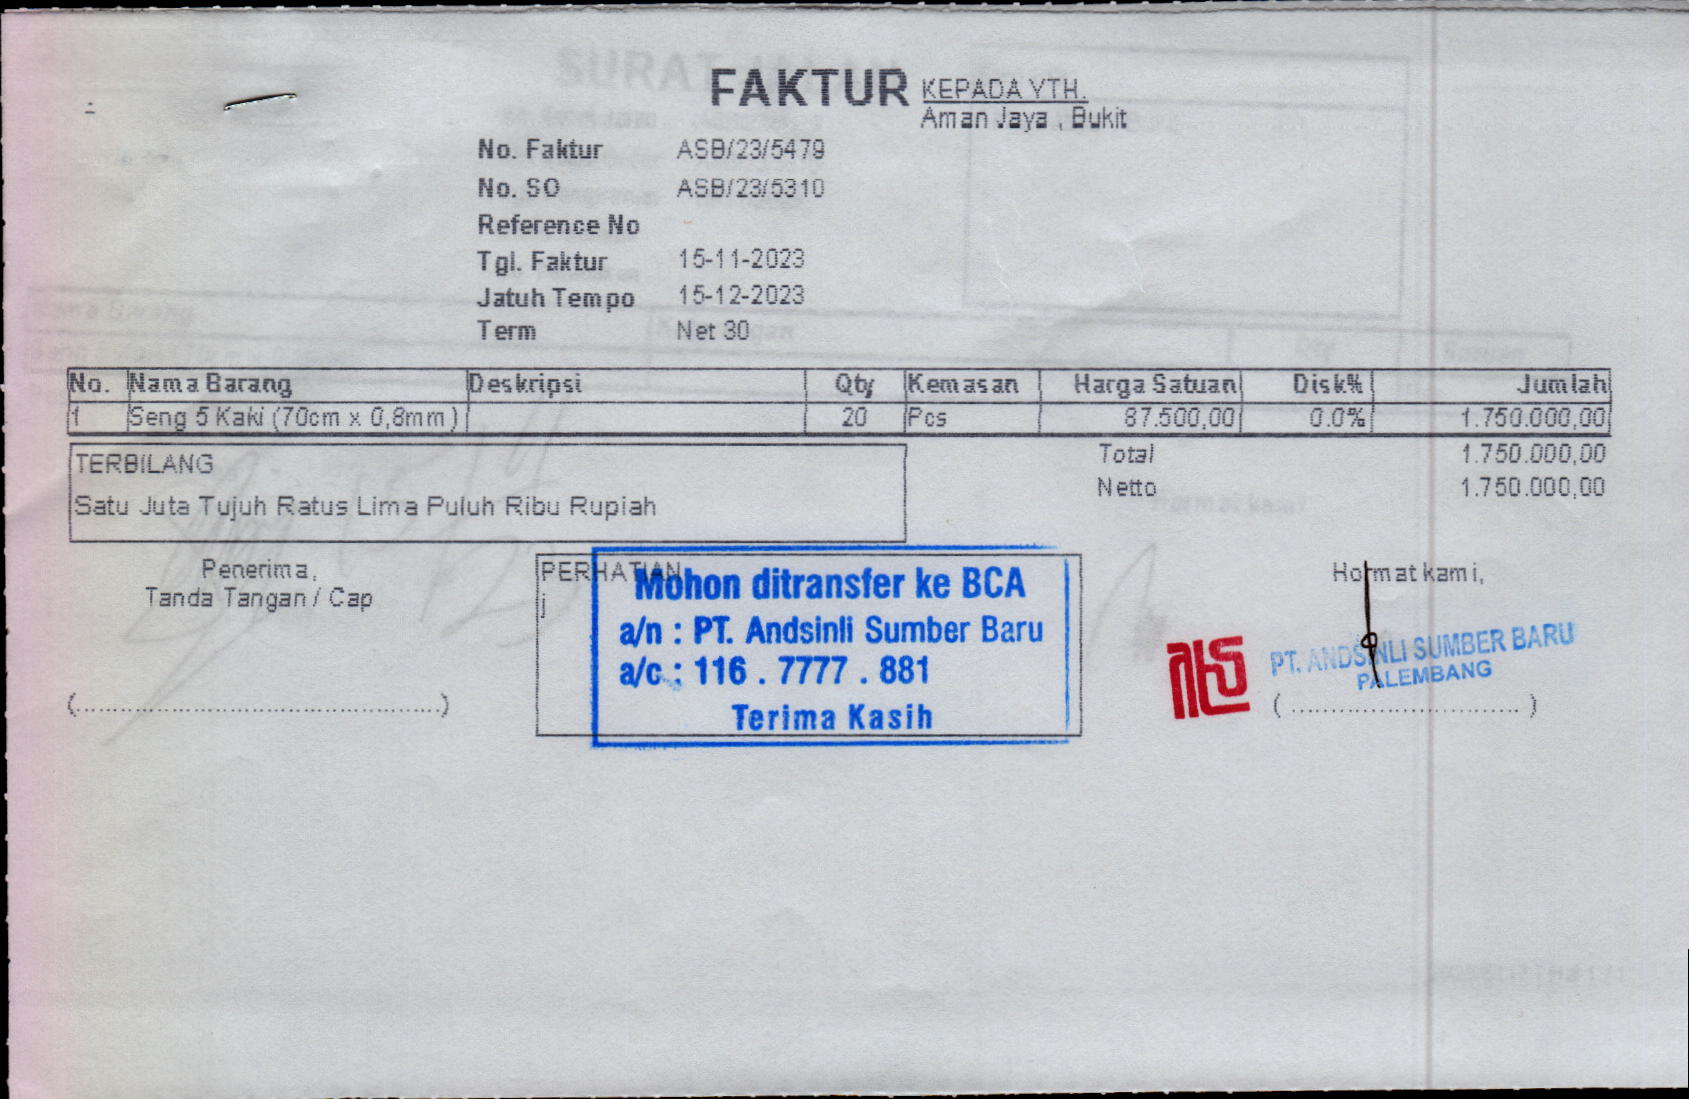 FAKTUR
KEPADA YTH.
Aman Jaya , Bukit
No. Faktur ASB/23/5479
No. SO ASB/23/5310
Reference No -
Tgl. Faktur 15-11-2023
Jatuh Tempo 15-12-2023
Term Net 30
No. Nama Barang Deskripsi Qty Kemasan Harga Satuan Disk% Jumlah
1 Seng 5 Kaki (70cm x 0,8mm) 20 Pcs 87.500,00 0.0% 1.750.000,00
Total 1.750.000,00
Netto 1.750.000,00
TERBILANG
Satu Juta Tujuh Ratus Lima Puluh Ribu Rupiah
Penerima,
Tanda Tangan / Cap
(............................................)
PERHATIAN
j
Mohon ditransfer ke BCA
a/n : PT. Andsinli Sumber Baru
a/c : 116 . 7777 . 881
Terima Kasih
Hormat kami,
PT. ANDSINLI SUMBER BARU
PALEMBANG
( ............................ )